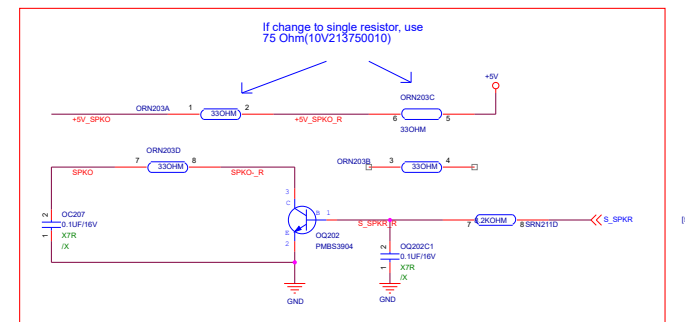 If change to single resistor, use
75 Ohm(10V213750010)
+5V
ORN203A
1
2
33OHM
+5V_SPKO
+5V_SPKO_R
ORN203C
6
5
33OHM
ORN203D
7
8
33OHM
SPKO
SPKO-_R
ORN203B
3
4
33OHM
3
C
B
1
E
2
OQ202
PMBS3904
S_SPKR_R
7
.2KOHM
8
SRN211D
S_SPKR
2
1
OC207
0.1UF/16V
X7R
/X
2
1
OQ202C1
0.1UF/16V
X7R
/X
GND
GND